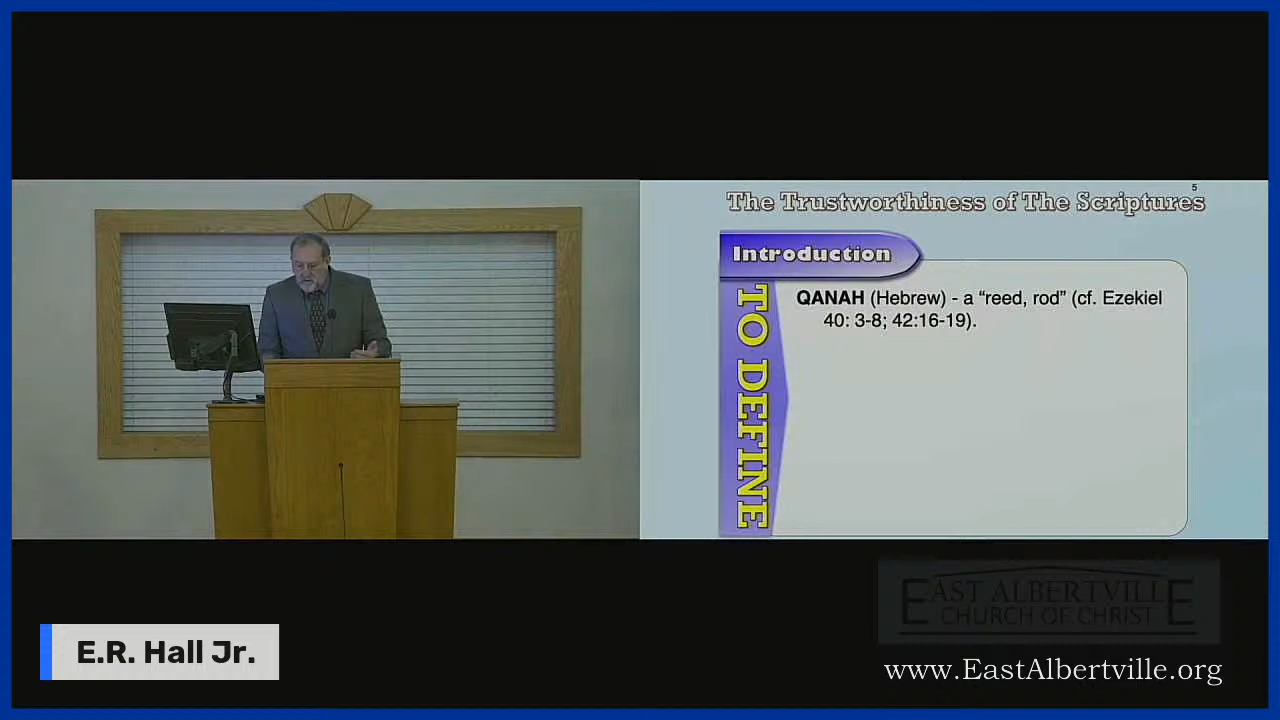 5
The Trustworthiness of The Scriptures
Introduction
TO DEFINE
QANAH (Hebrew) - a “reed, rod” (cf. Ezekiel
40: 3-8; 42:16-19).
EAST ALBERTVILLE
CHURCH OF CHRIST
E.R. Hall Jr.
www.EastAlbertville.org